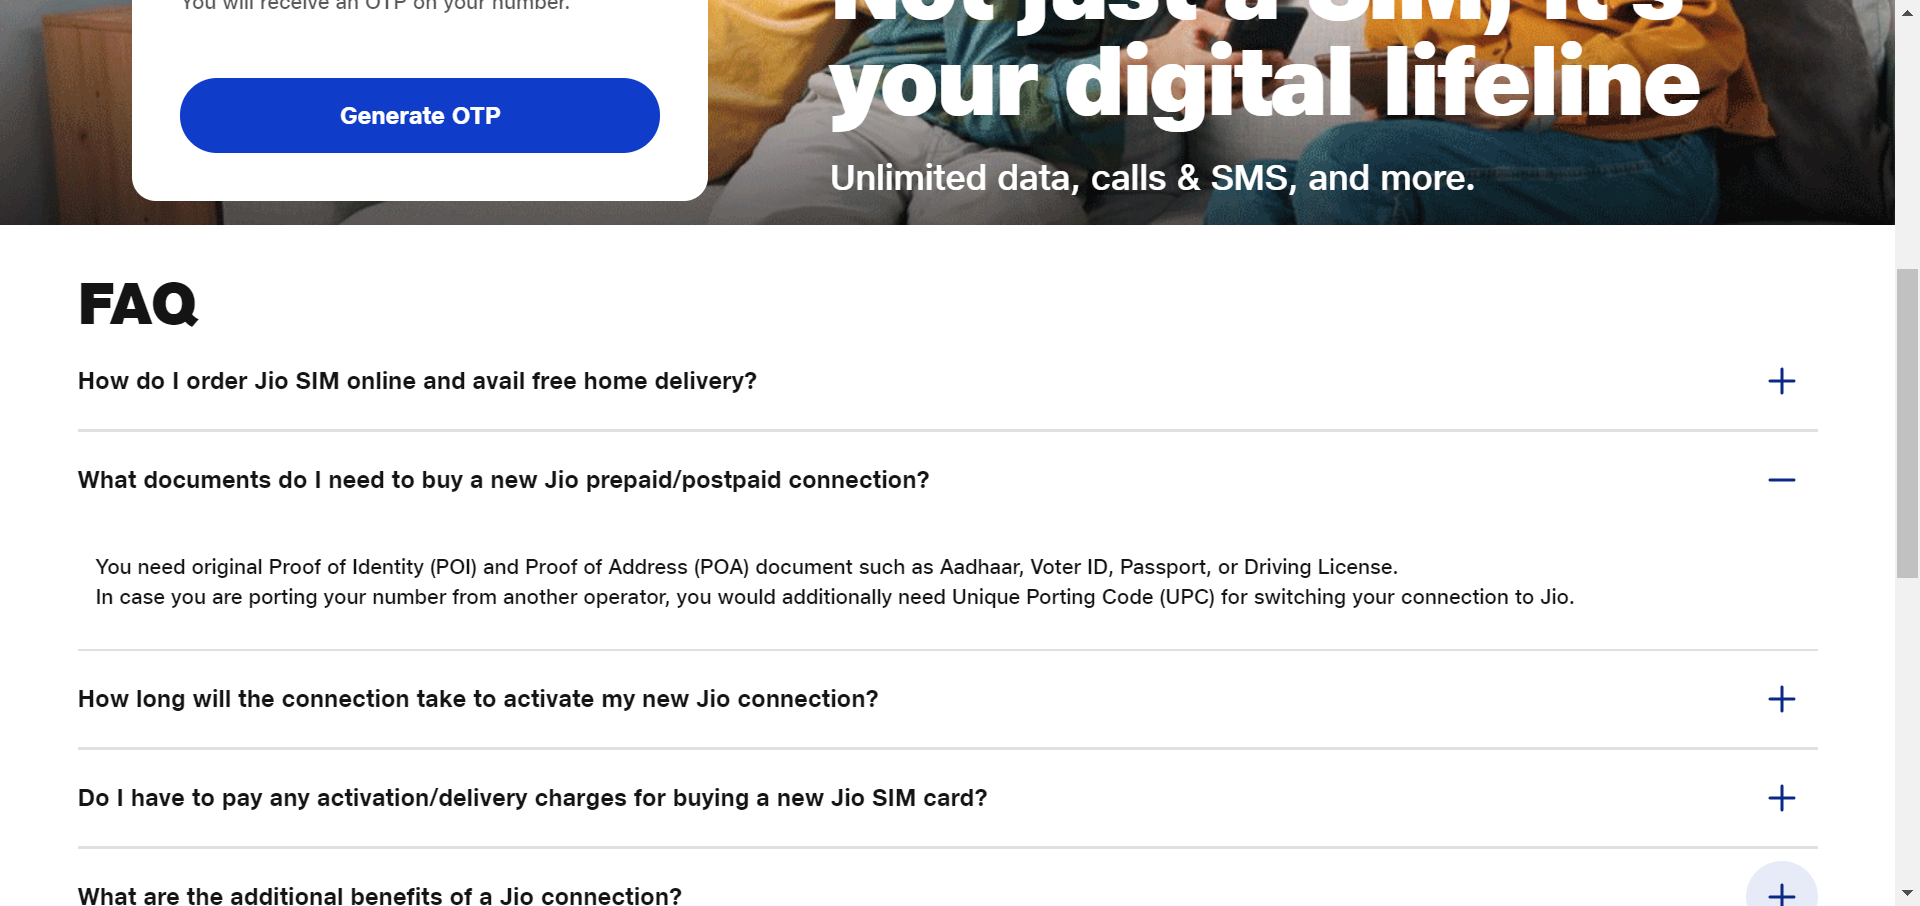 You will receive an OTP on your number.
Generate OTP
Not just a SIM, it's
your digital lifeline
Unlimited data, calls & SMS, and more.
FAQ
How do I order Jio SIM online and avail free home delivery?
What documents do I need to buy a new Jio prepaid/postpaid connection?
You need original Proof of Identity (POI) and Proof of Address (POA) document such as Aadhaar, Voter ID, Passport, or Driving License.
In case you are porting your number from another operator, you would additionally need Unique Porting Code (UPC) for switching your connection to Jio.
How long will the connection take to activate my new Jio connection?
Do I have to pay any activation/delivery charges for buying a new Jio SIM card?
What are the additional benefits of a Jio connection?